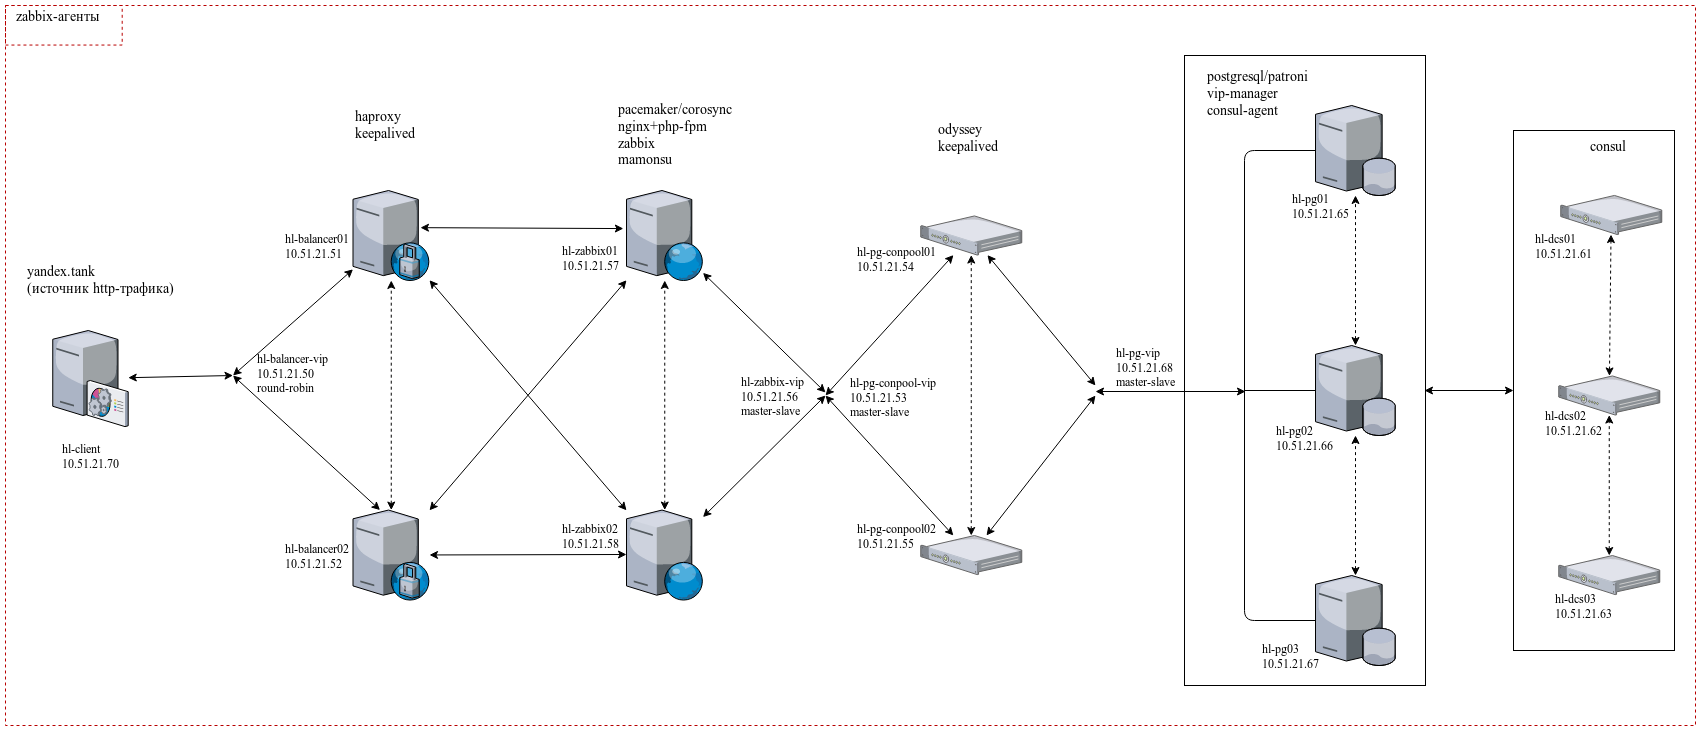 zabbix-агенты
yandex.tank
(источник http-трафика)
hl-client
10.51.21.70
haproxy
keepalived
hl-balancer01
10.51.21.51
hl-balancer-vip
10.51.21.50
round-robin
hl-balancer02
10.51.21.52
pacemaker/corosync
nginx+php-fpm
zabbix
mamonsu
hl-zabbix01
10.51.21.57
hl-zabbix-vip
10.51.21.56
master-slave
hl-zabbix02
10.51.21.58
odyssey
keepalived
hl-pg-conpool01
10.51.21.54
hl-pg-conpool-vip
10.51.21.53
master-slave
hl-pg-conpool02
10.51.21.55
hl-pg-vip
10.51.21.68
master-slave
postgresql/patroni
vip-manager
consul-agent
hl-pg01
10.51.21.65
hl-pg02
10.51.21.66
hl-pg03
10.51.21.67
consul
hl-dcs01
10.51.21.61
hl-dcs02
10.51.21.62
hl-dcs03
10.51.21.63